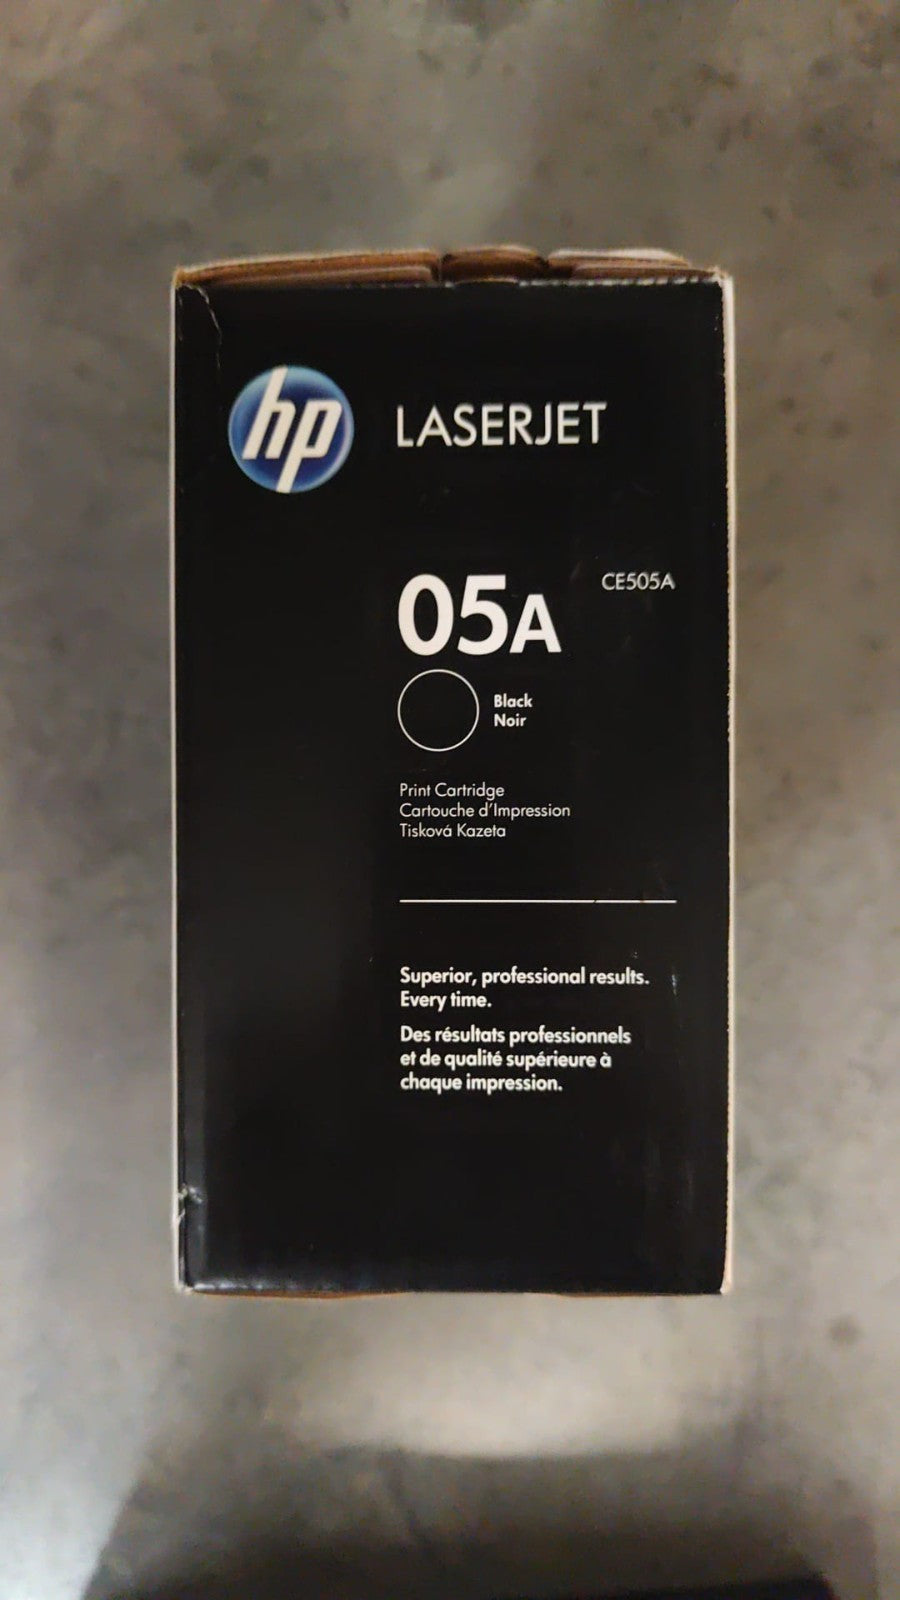 hp
LASERJET
CE505A
05A
Black
Noir
Print Cartridge
Cartouche d'Impression
Tisková Kazeta
Superior, professional results.
Every time.
Des résultats professionnels
et de qualité supérieure à
chaque impression.